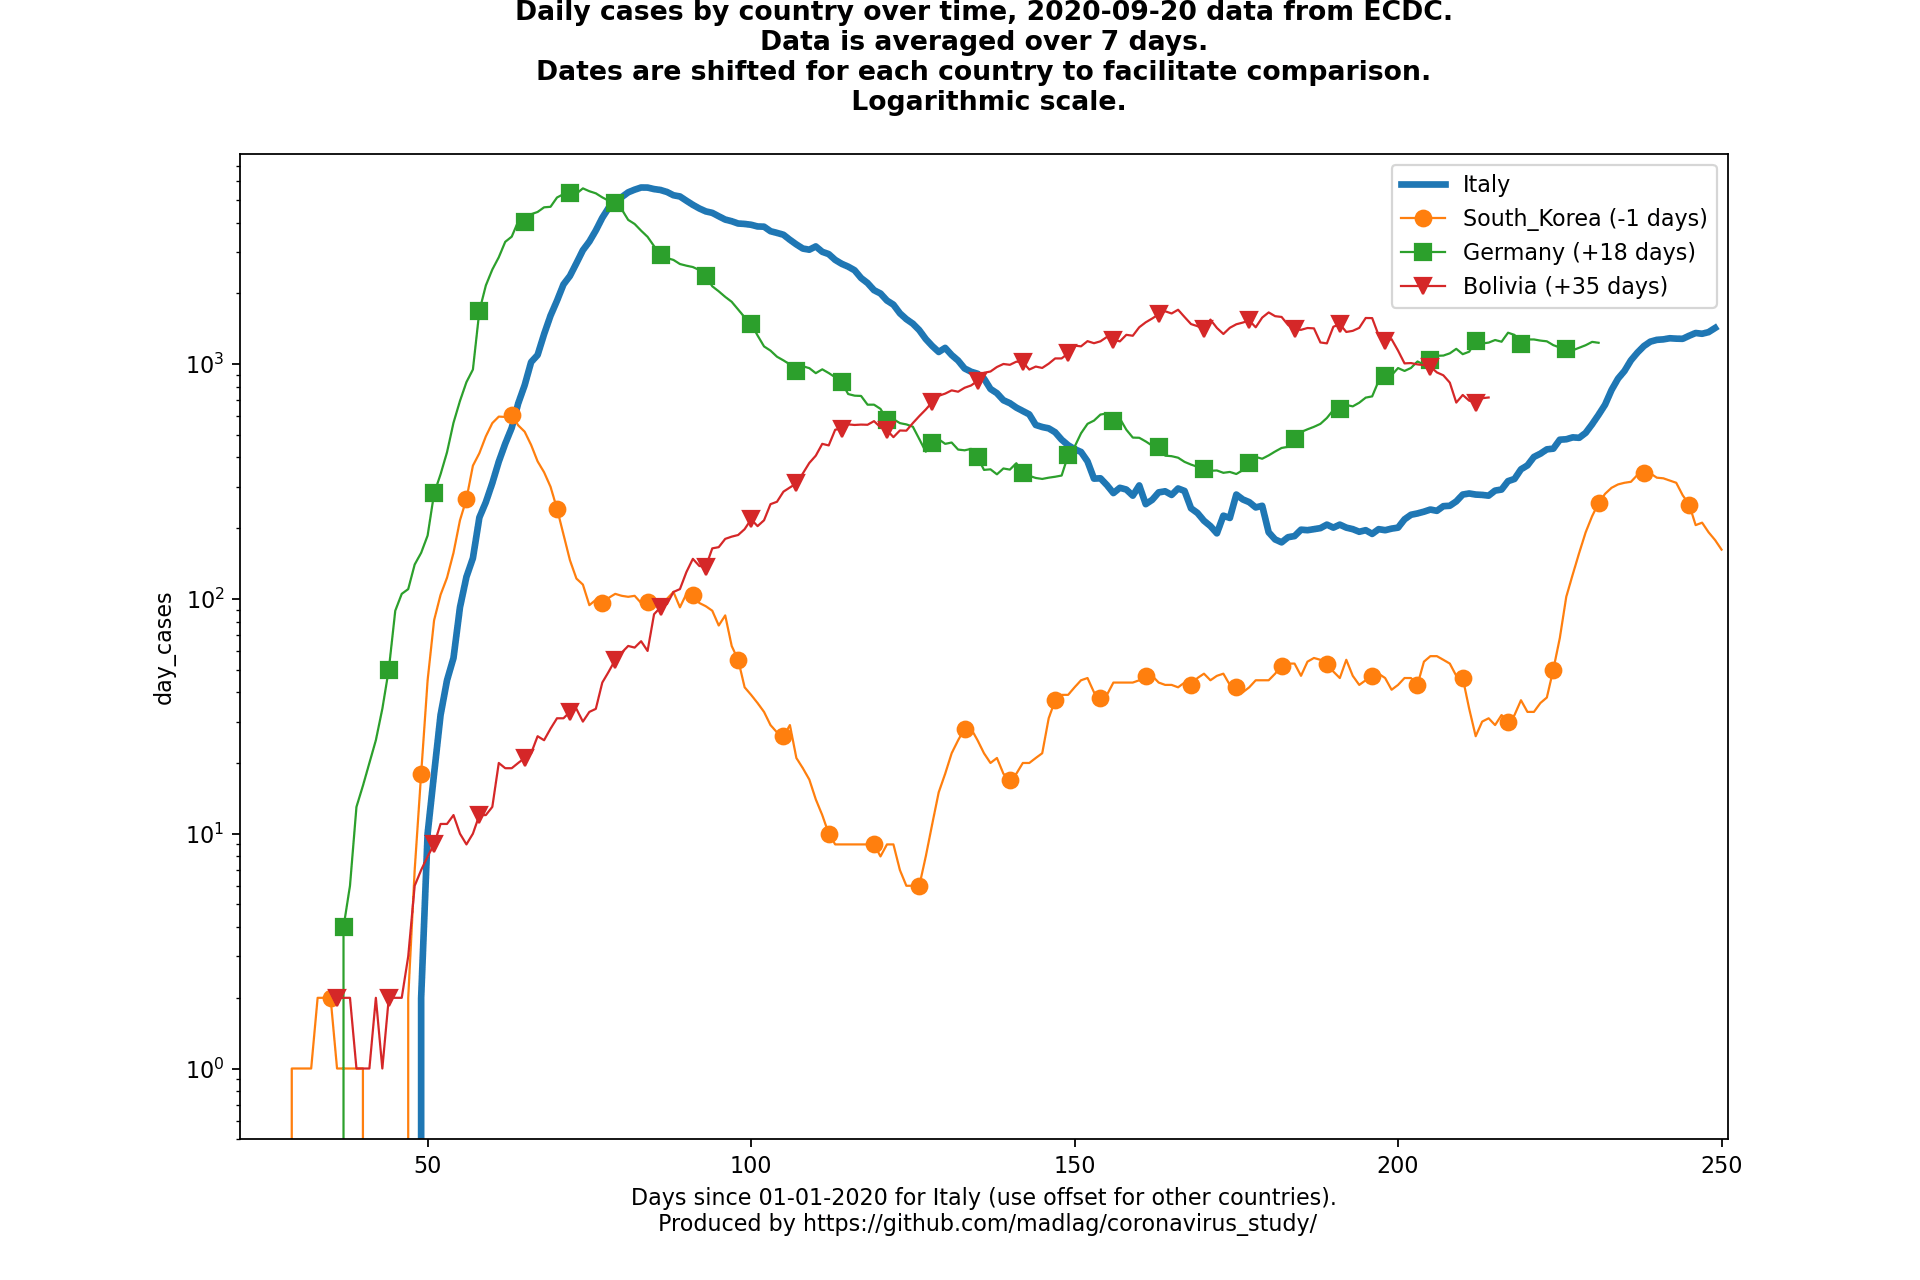 Daily cases by country over time, 2020-09-20 data from ECDC.
Data is averaged over 7 days.
Dates are shifted for each country to facilitate comparison.
Logarithmic scale.
Italy
South_Korea (-1 days)
Germany (+18 days)
Bolivia (+35 days)
day_cases
10³
10²
10¹
10⁰
50 100 150 200 250
Days since 01-01-2020 for Italy (use offset for other countries).
Produced by https://github.com/madlag/coronavirus_study/